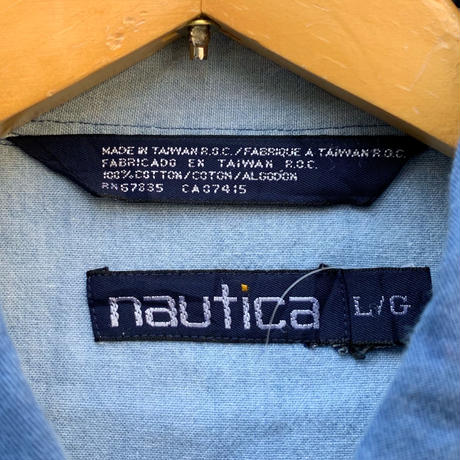 MADE IN TAIWAN R.O.C./FABRIQUE A TAIWAN R.O.C.
FABRICADO EN TAIWAN R.O.C.
100% COTTON/COTON/ALGODON
RN67835 CA07415
nautica L/G